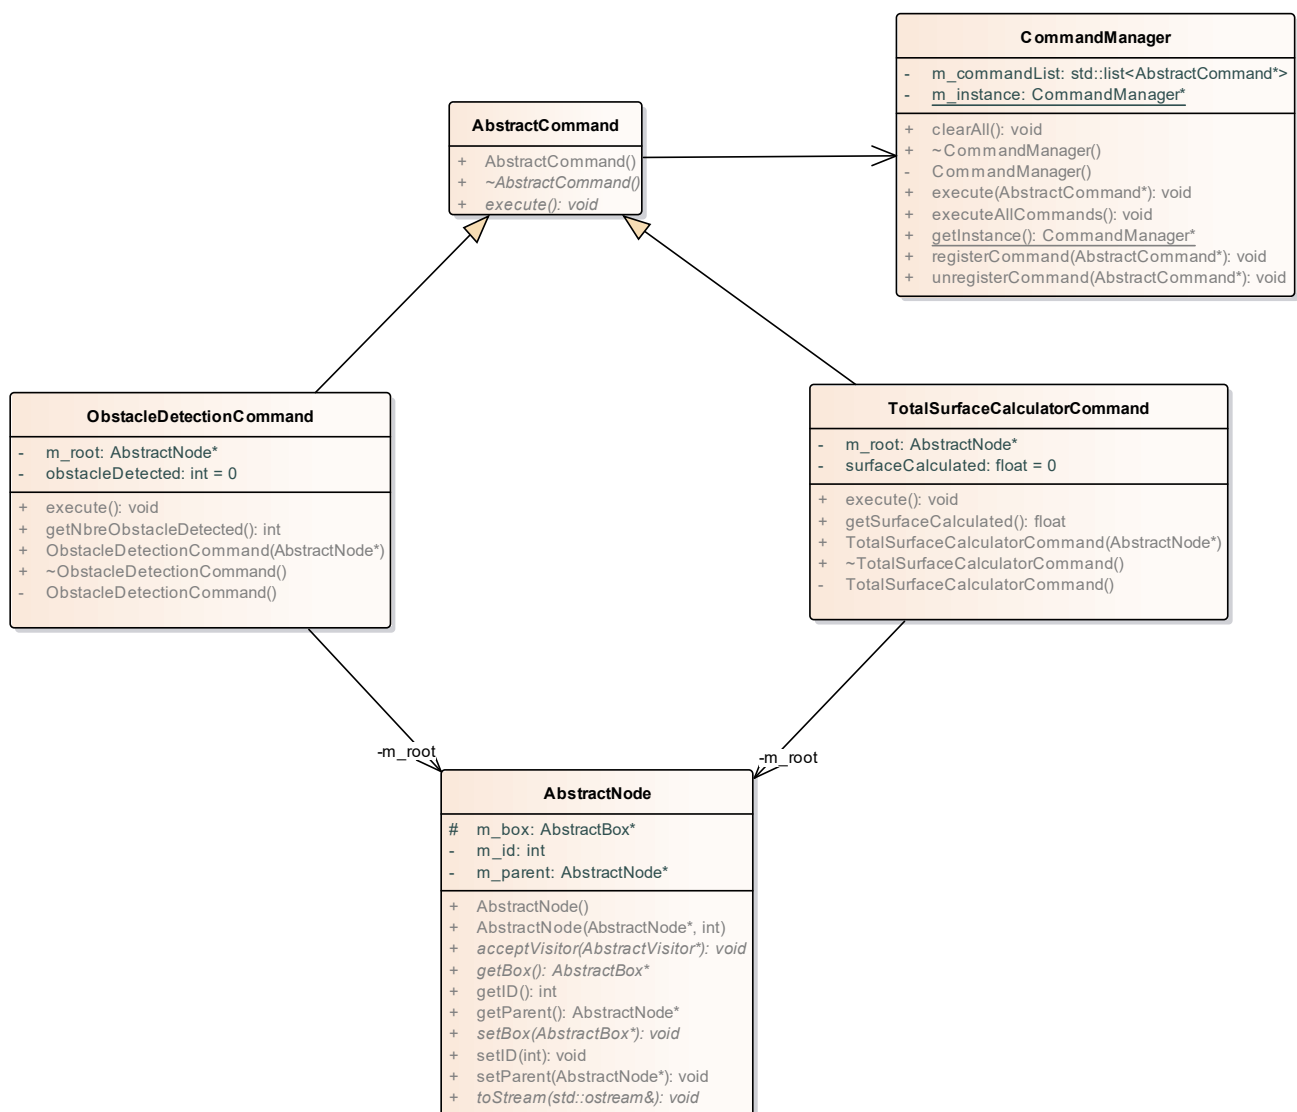 CommandManager
- m_commandList: std::list<AbstractCommand*>
- m_instance: CommandManager*
+ clearAll(): void
+ ~CommandManager()
- CommandManager()
+ execute(AbstractCommand*): void
+ executeAllCommands(): void
+ getInstance(): CommandManager*
+ registerCommand(AbstractCommand*): void
+ unregisterCommand(AbstractCommand*): void
AbstractCommand
+ AbstractCommand()
+ ~AbstractCommand()
+ execute(): void
ObstacleDetectionCommand
- m_root: AbstractNode*
- obstacleDetected: int = 0
+ execute(): void
+ getNbreObstacleDetected(): int
+ ObstacleDetectionCommand(AbstractNode*)
+ ~ObstacleDetectionCommand()
- ObstacleDetectionCommand()
TotalSurfaceCalculatorCommand
- m_root: AbstractNode*
- surfaceCalculated: float = 0
+ execute(): void
+ getSurfaceCalculated(): float
+ TotalSurfaceCalculatorCommand(AbstractNode*)
+ ~TotalSurfaceCalculatorCommand()
- TotalSurfaceCalculatorCommand()
-m_root
-m_root
AbstractNode
# m_box: AbstractBox*
- m_id: int
- m_parent: AbstractNode*
+ AbstractNode()
+ AbstractNode(AbstractNode*, int)
+ acceptVisitor(AbstractVisitor*): void
+ getBox(): AbstractBox*
+ getID(): int
+ getParent(): AbstractNode*
+ setBox(AbstractBox*): void
+ setID(int): void
+ setParent(AbstractNode*): void
+ toStream(std::ostream&): void